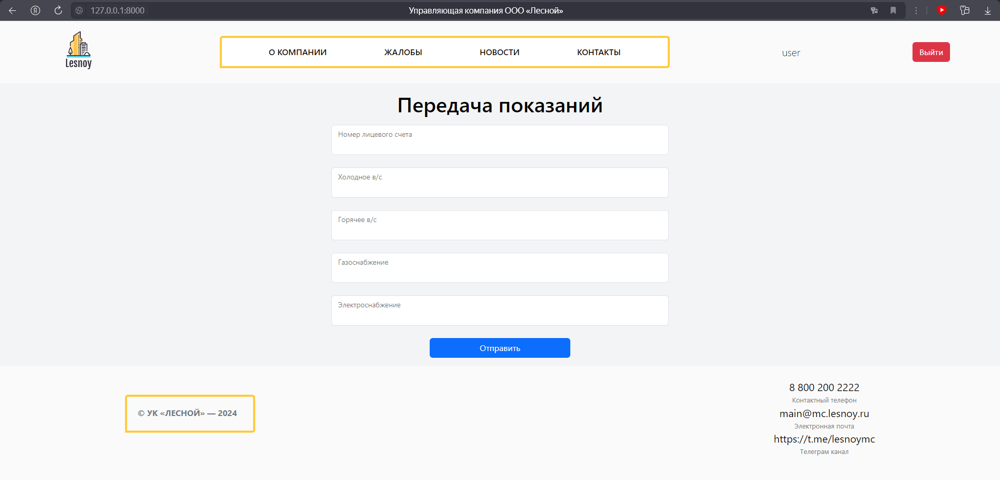 127.0.0.1:8000
Управляющая компания ООО «Лесной»
Lesnoy
О КОМПАНИИ
ЖАЛОБЫ
НОВОСТИ
КОНТАКТЫ
user
Выйти
Передача показаний
Номер лицевого счета
Холодное в/с
Горячее в/с
Газоснабжение
Электроснабжение
Отправить
© УК «ЛЕСНОЙ» — 2024
8 800 200 2222
Контактный телефон
main@mc.lesnoy.ru
Электронная почта
https://t.me/lesnoymc
Телеграм канал